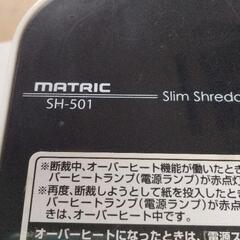 MATRIC
SH-501
Slim Shredd
※断裁中、オーバーヒート機能が働いたとき
バーヒートランプ(電源ランプ)が赤点灯
※再度、断裁しようとして紙を投入したとき
バーヒートランプ(電源ランプ)が赤点
きは、オーバーヒート中です。
オーバーヒートになったときは、「電源ス